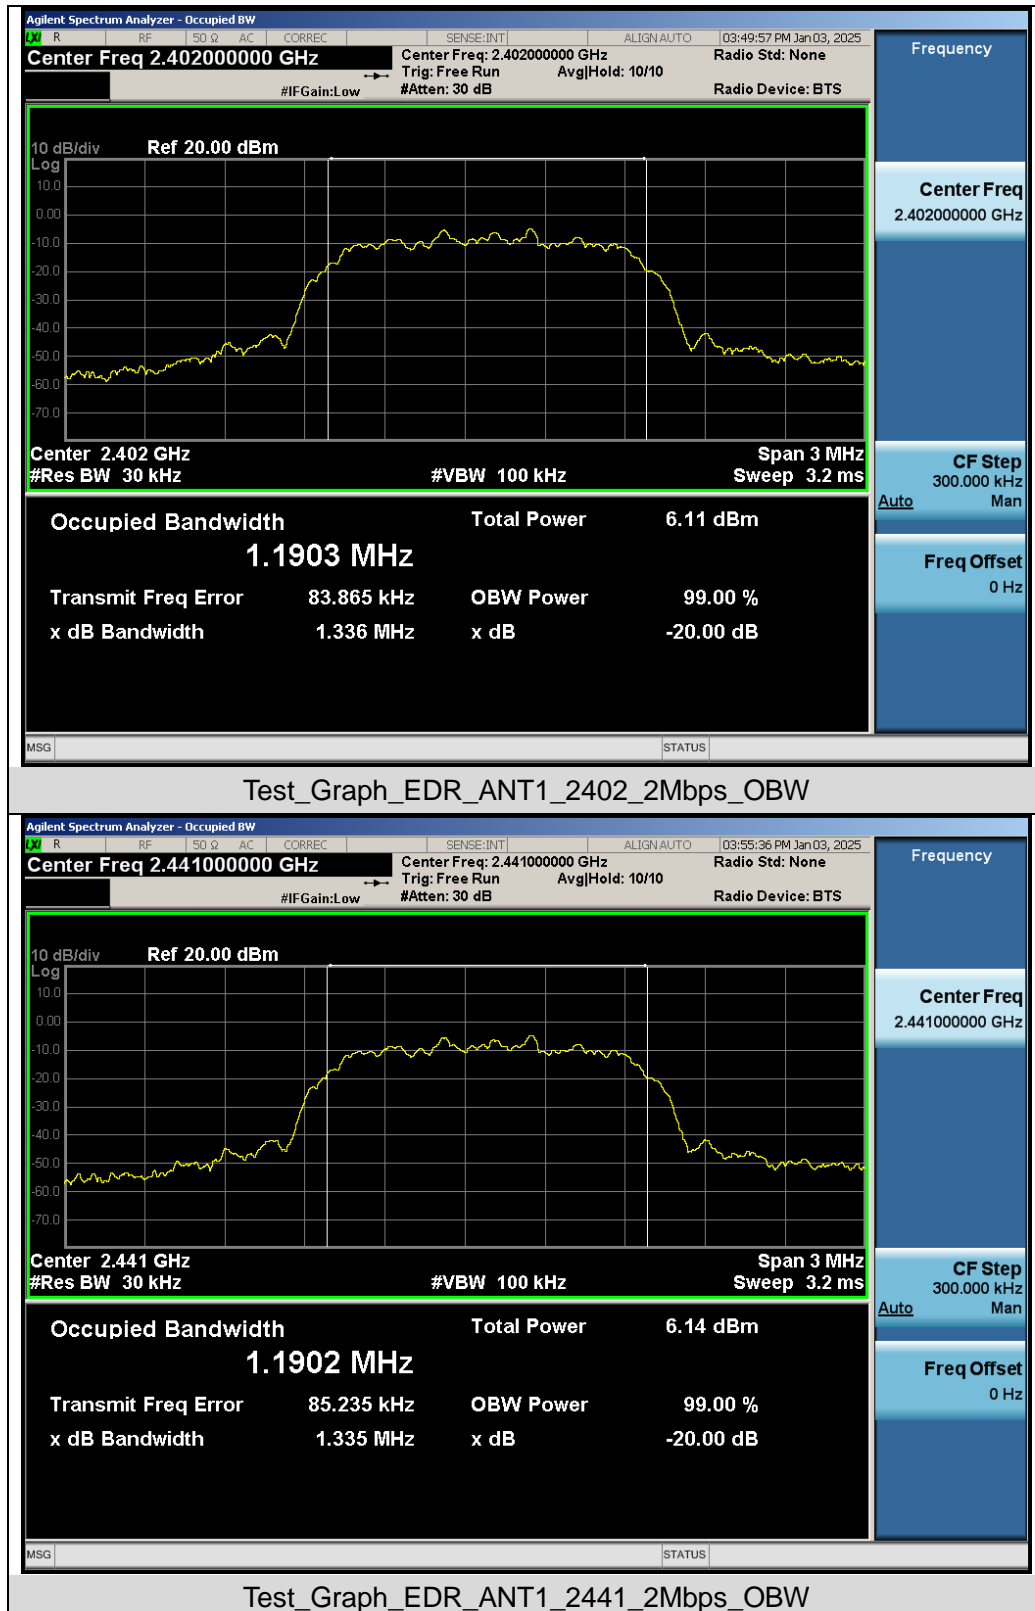 Agilent Spectrum Analyzer - Occupied BW
LXI R RF 50 Ω AC CORREC SENSE:INT ALIGN AUTO 03:49:57 PM Jan 03, 2025
Center Freq 2.402000000 GHz Center Freq: 2.402000000 GHz Radio Std: None Frequency
Trig: Free Run Avg|Hold: 10/10
#IFGain:Low #Atten: 30 dB Radio Device: BTS
10 dB/div Ref 20.00 dBm
Log
10.0
0.00
-10.0
-20.0
-30.0
-40.0
-50.0
-60.0
-70.0
Center Freq
2.402000000 GHz
Center 2.402 GHz Span 3 MHz
#Res BW 30 kHz #VBW 100 kHz Sweep 3.2 ms
CF Step
300.000 kHz
Auto Man
Occupied Bandwidth Total Power 6.11 dBm
1.1903 MHz
Transmit Freq Error 83.865 kHz OBW Power 99.00 %
x dB Bandwidth 1.336 MHz x dB -20.00 dB
Freq Offset
0 Hz
MSG STATUS
Test_Graph_EDR_ANT1_2402_2Mbps_OBW
Agilent Spectrum Analyzer - Occupied BW
LXI R RF 50 Ω AC CORREC SENSE:INT ALIGN AUTO 03:55:36 PM Jan 03, 2025
Center Freq 2.441000000 GHz Center Freq: 2.441000000 GHz Radio Std: None Frequency
Trig: Free Run Avg|Hold: 10/10
#IFGain:Low #Atten: 30 dB Radio Device: BTS
10 dB/div Ref 20.00 dBm
Log
10.0
0.00
-10.0
-20.0
-30.0
-40.0
-50.0
-60.0
-70.0
Center Freq
2.441000000 GHz
Center 2.441 GHz Span 3 MHz
#Res BW 30 kHz #VBW 100 kHz Sweep 3.2 ms
CF Step
300.000 kHz
Auto Man
Occupied Bandwidth Total Power 6.14 dBm
1.1902 MHz
Transmit Freq Error 85.235 kHz OBW Power 99.00 %
x dB Bandwidth 1.335 MHz x dB -20.00 dB
Freq Offset
0 Hz
MSG STATUS
Test_Graph_EDR_ANT1_2441_2Mbps_OBW